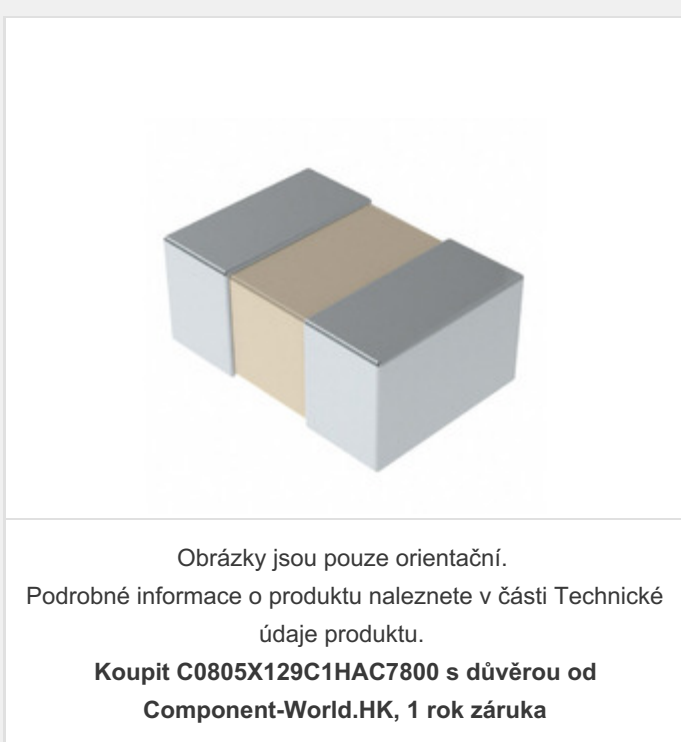 Obrázky jsou pouze orientační.
Podrobné informace o produktu naleznete v části Technické
údaje produktu.
Koupit C0805X129C1HAC7800 s důvěrou od
Component-World.HK, 1 rok záruka